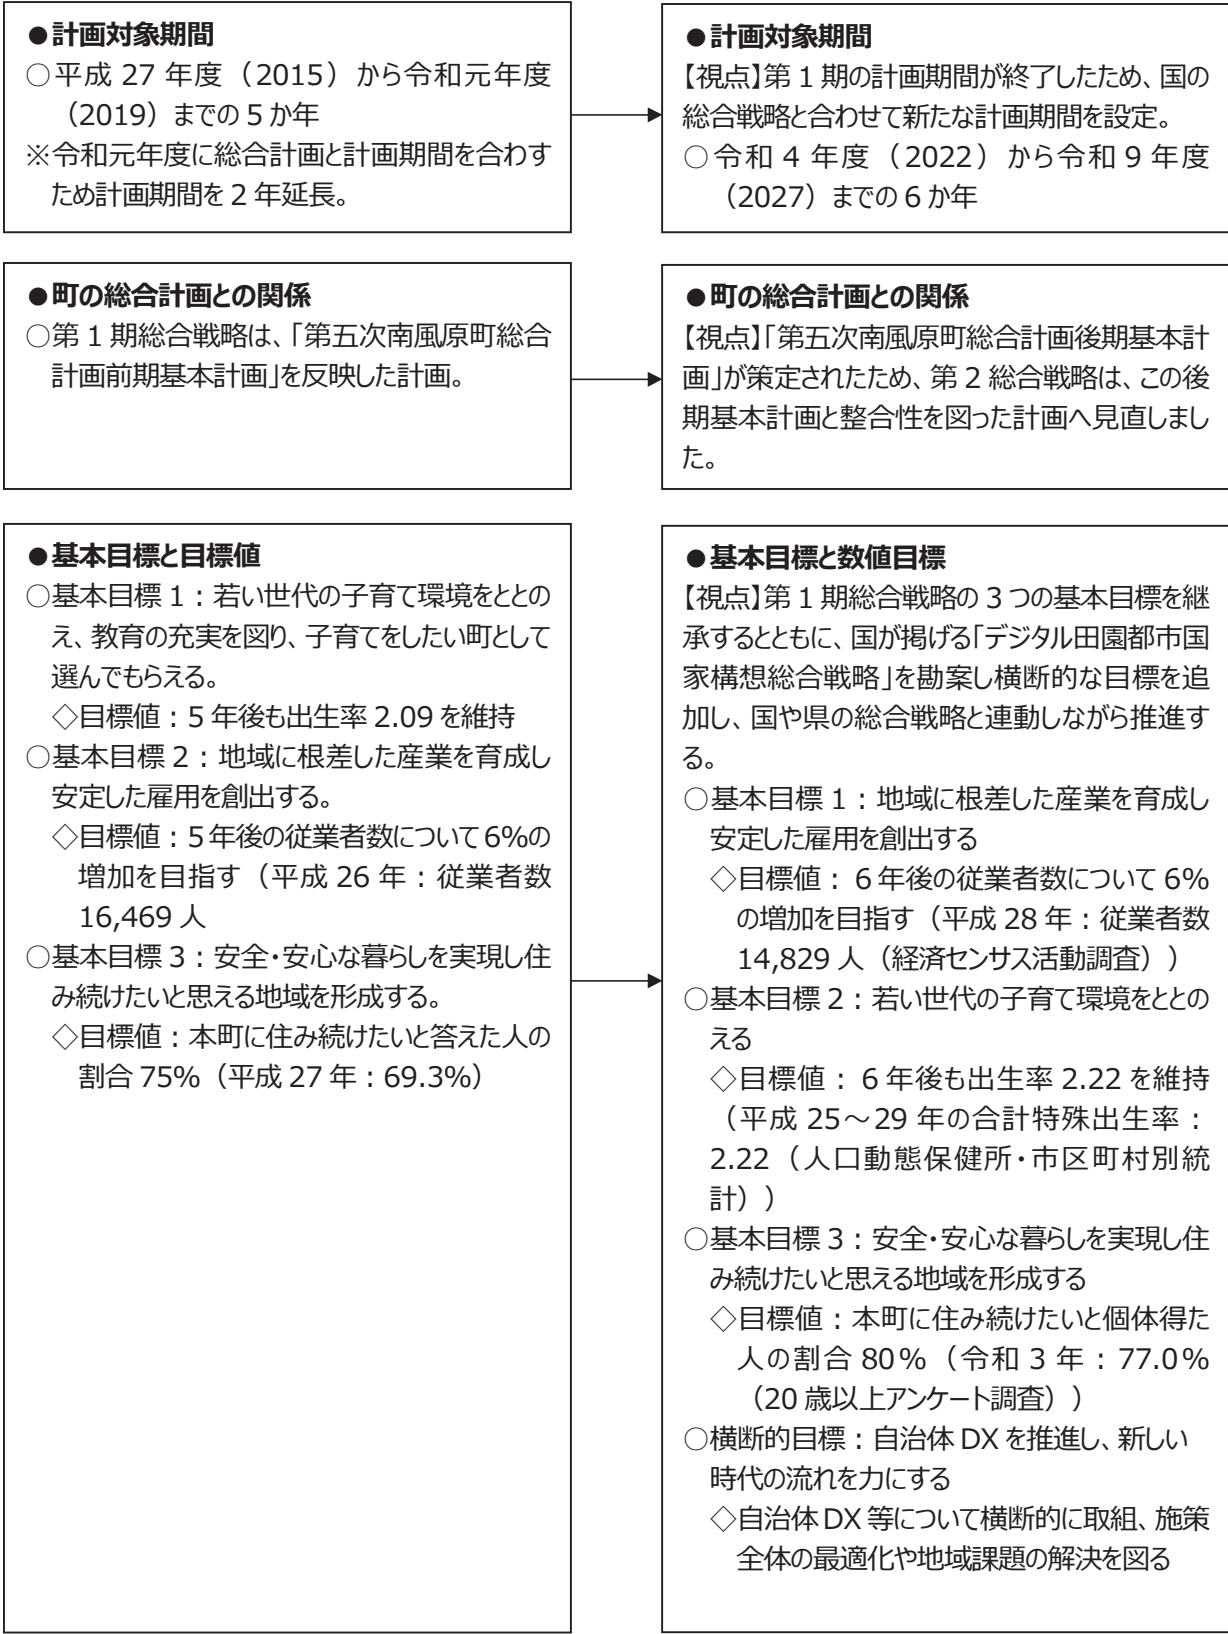 ●計画対象期間
○平成 27 年度（2015）から令和元年度
（2019）までの 5 か年
※令和元年度に総合計画と計画期間を合わす
ため計画期間を 2 年延長。
●計画対象期間
【視点】第 1 期の計画期間が終了したため、国の
総合戦略と合わせて新たな計画期間を設定。
○令和 4 年度（2022）から令和 9 年度
（2027）までの 6 か年
●町の総合計画との関係
○第 1 期総合戦略は、「第五次南風原町総合
計画前期基本計画」を反映した計画。
●町の総合計画との関係
【視点】「第五次南風原町総合計画後期基本計
画」が策定されたため、第 2 総合戦略は、この後
期基本計画と整合性を図った計画へ見直しまし
た。
●基本目標と目標値
○基本目標 1：若い世代の子育て環境をととの
え、教育の充実を図り、子育てをしたい町として
選んでもらえる。
◇目標値：5 年後も出生率 2.09 を維持
○基本目標 2：地域に根差した産業を育成し
安定した雇用を創出する。
◇目標値：5 年後の従業者数について 6%の
増加を目指す（平成 26 年：従業者数
16,469 人
○基本目標 3：安全・安心な暮らしを実現し住
み続けたいと思える地域を形成する。
◇目標値：本町に住み続けたいと答えた人の
割合 75%（平成 27 年：69.3%）
●基本目標と数値目標
【視点】第 1 期総合戦略の 3 つの基本目標を継
承するとともに、国が掲げる「デジタル田園都市国
家構想総合戦略」を勘案し横断的な目標を追
加し、国や県の総合戦略と連動しながら推進す
る。
○基本目標 1：地域に根差した産業を育成し
安定した雇用を創出する
◇目標値：6 年後の従業者数について 6%
の増加を目指す（平成 28 年：従業者数
14,829 人（経済センサス活動調査））
○基本目標 2：若い世代の子育て環境をととの
える
◇目標値：6 年後も出生率 2.22 を維持
（平成 25～29 年の合計特殊出生率：
2.22（人口動態保健所・市区町村別統
計））
○基本目標 3：安全・安心な暮らしを実現し住
み続けたいと思える地域を形成する
◇目標値：本町に住み続けたいと個体得た
人の割合 80％（令和 3 年：77.0％
（20 歳以上アンケート調査））
○横断的目標：自治体 DX を推進し、新しい
時代の流れを力にする
◇自治体 DX 等について横断的に取組、施策
全体の最適化や地域課題の解決を図る